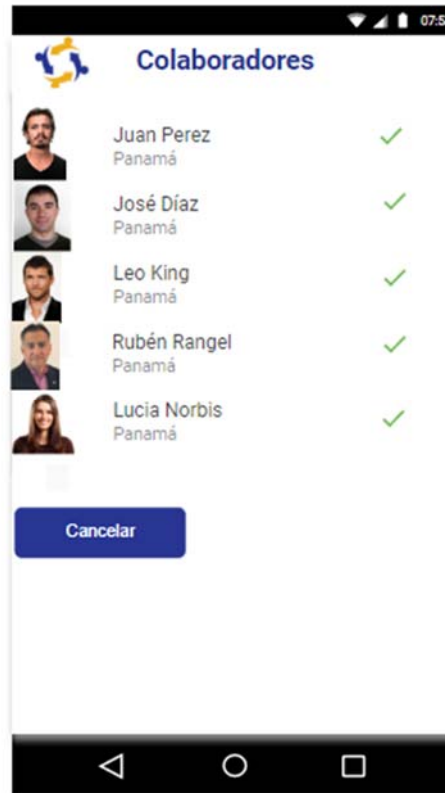 07:5
Colaboradores
Juan Perez
Panamá
José Díaz
Panamá
Leo King
Panamá
Rubén Rangel
Panamá
Lucia Norbis
Panamá
Cancelar